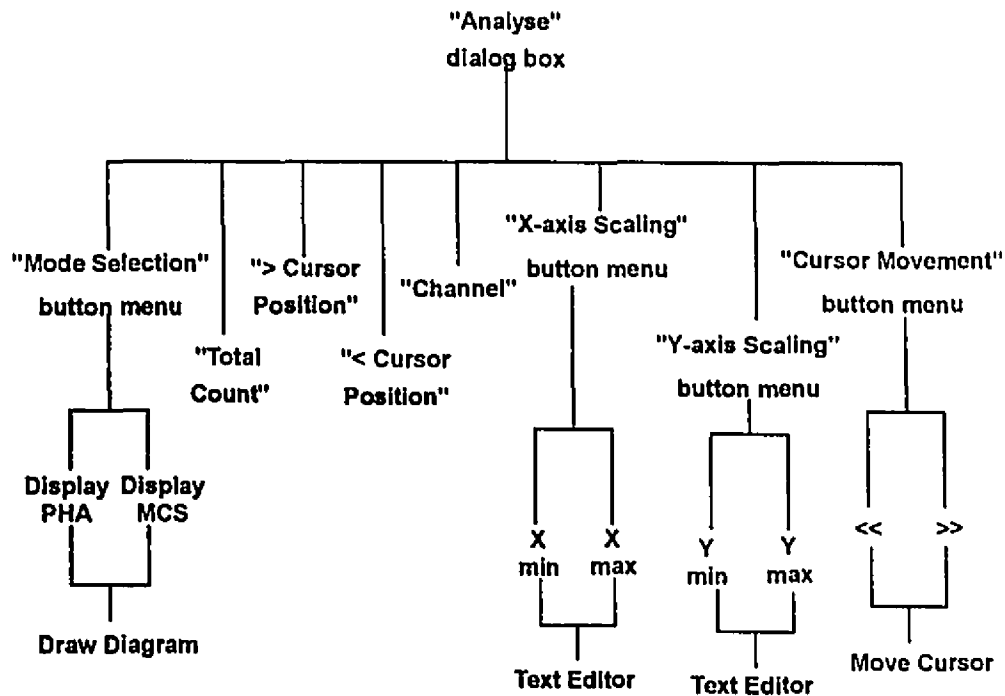 "Analyse"
dialog box
"Mode Selection"
button menu
"Total
Count"
"> Cursor
Position"
"< Cursor
Position"
"Channel"
"X-axis Scaling"
button menu
"Y-axis Scaling"
button menu
"Cursor Movement"
button menu
Display
PHA
Display
MCS
Draw Diagram
X
min
X
max
Text Editor
Y
min
Y
max
Text Editor
<<
>>
Move Cursor